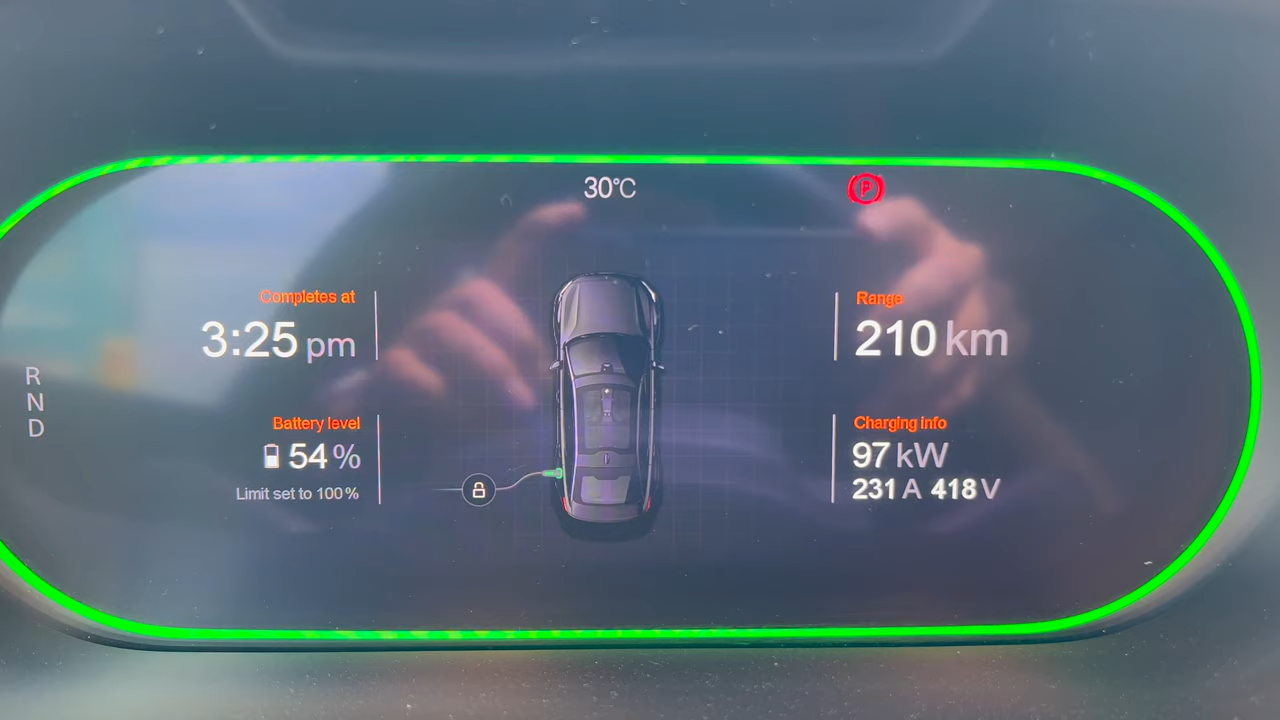 30°C
P
Completes at
3:25 pm
Range
210 km
R
N
D
Battery level
54 %
Limit set to 100%
Charging info
97 kW
231 A 418 V